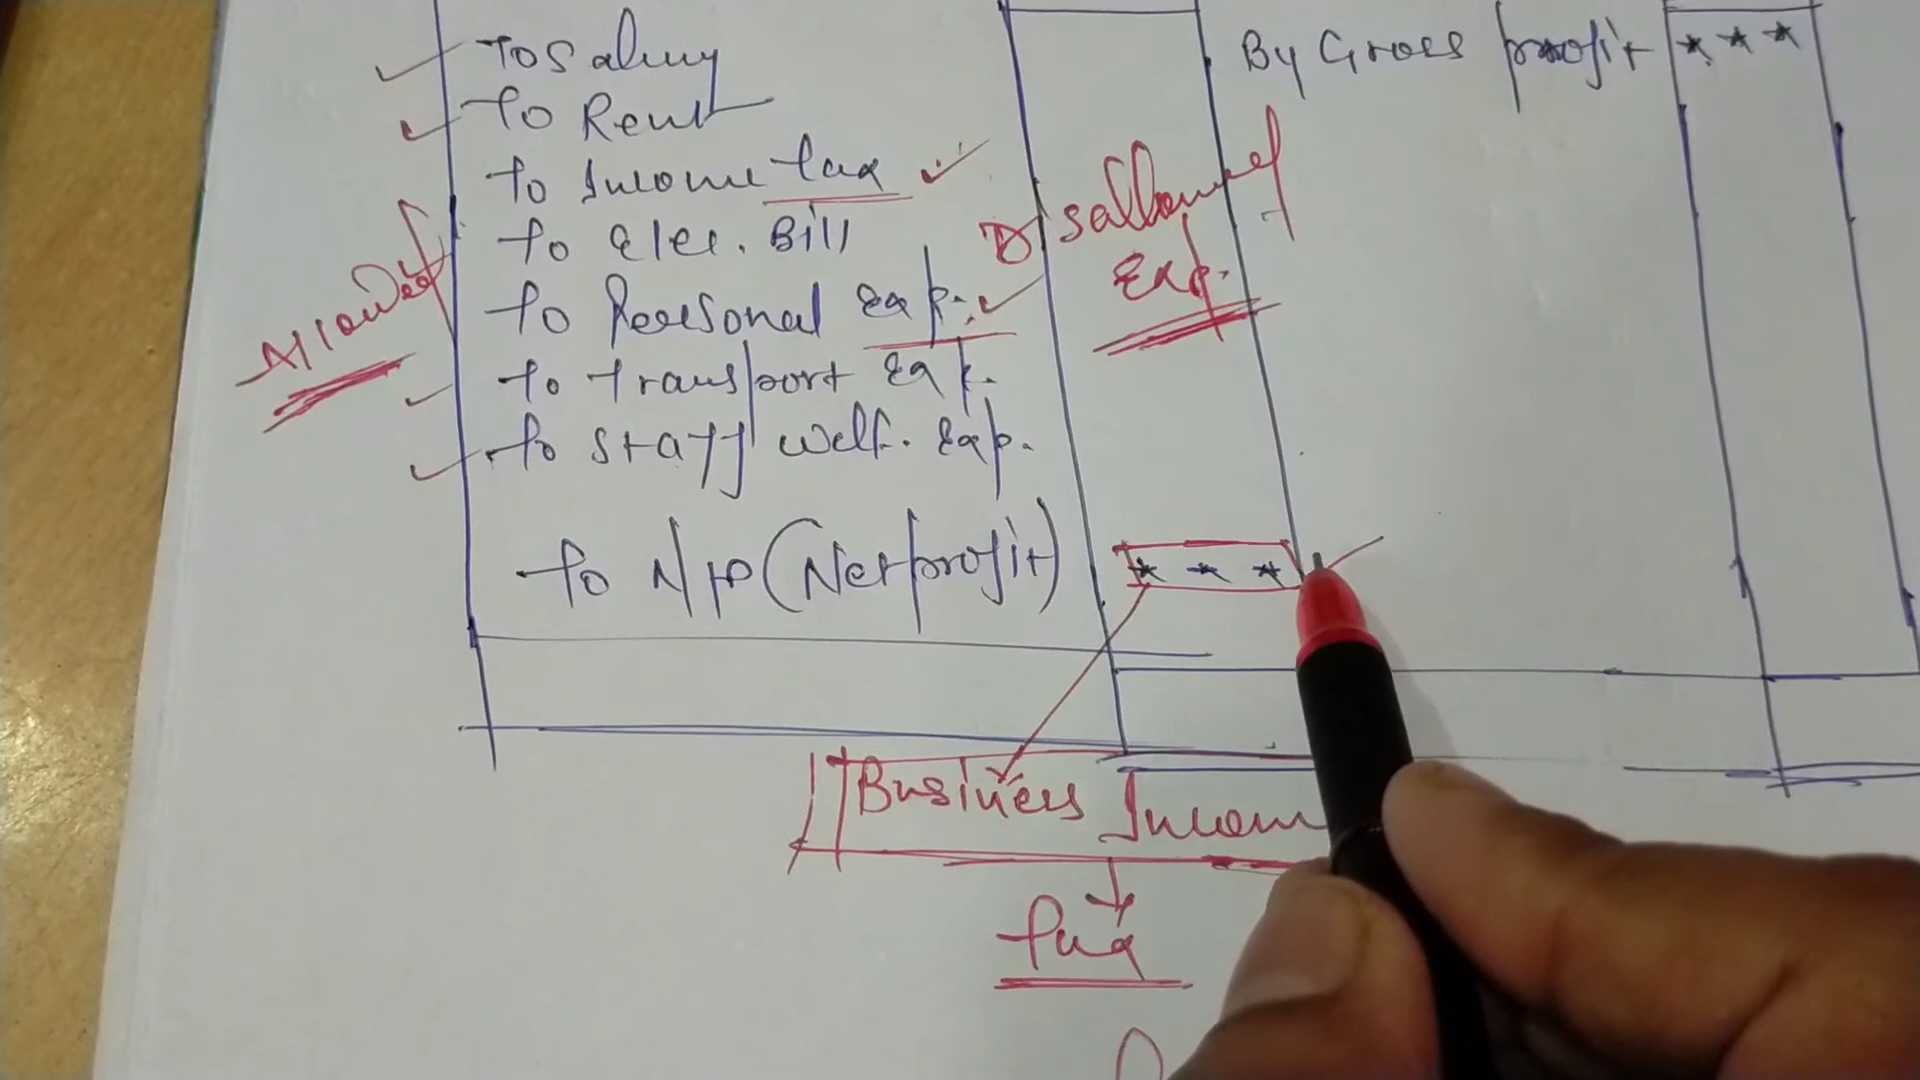 To Salary
By Gross profit ***
To Rent
To Income tax
Disallowed
Exp.
To Elec. Bill
Allowed
To Personal Exp.
To transport Exp.
To staff welf. Exp.
To N/P (Net profit) ***
Business Incom
tax